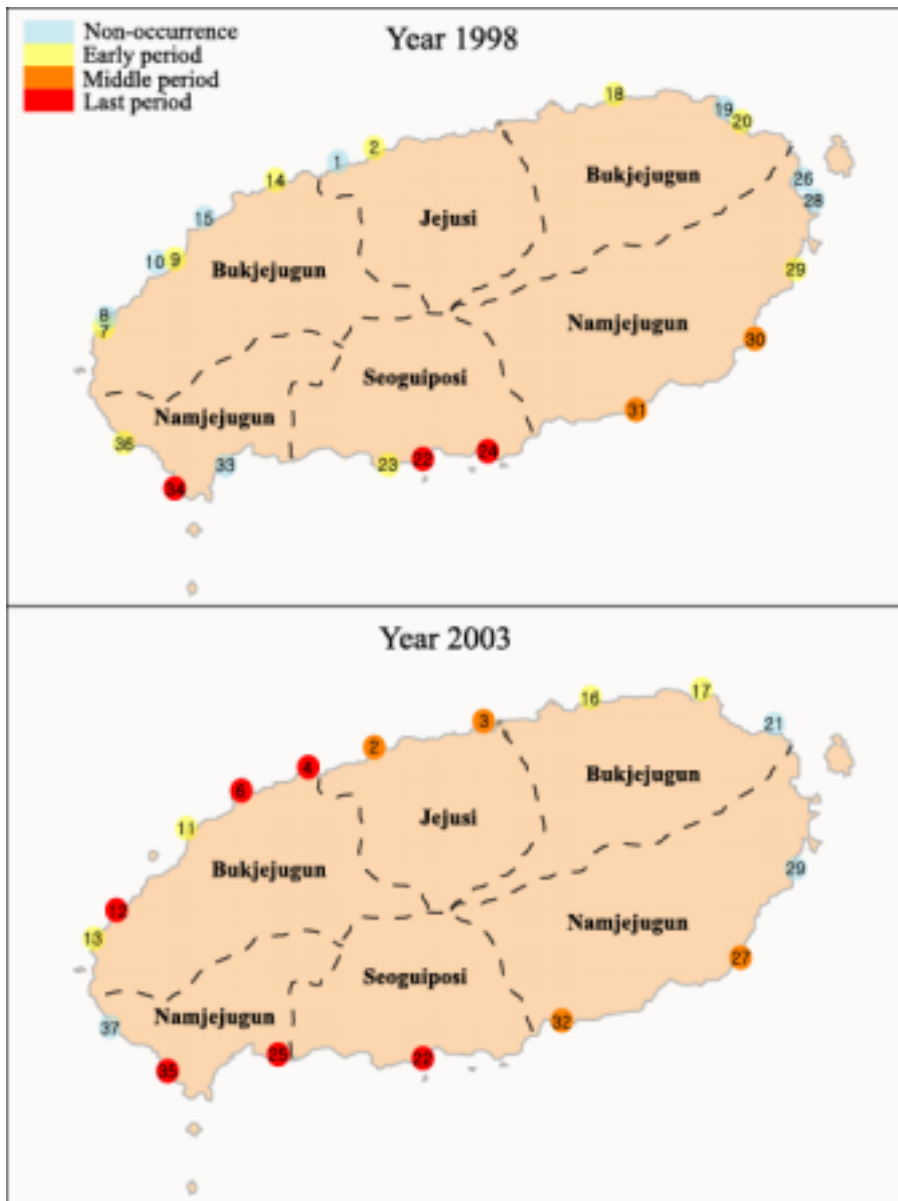 Non-occurrence
Early period
Middle period
Last period
Year 1998
18
19
20
2
1
14
Bukjejugun
26
28
15
Jejusi
10
9
Bukjejugun
29
8
7
Namjejugun
30
Seoguiposi
31
Namjejugun
36
33
23
22
24
34
Year 2003
17
16
3
21
2
4
6
Bukjejugun
11
Jejusi
Bukjejugun
29
12
13
Namjejugun
27
Seoguiposi
Namjejugun
37
32
25
22
35